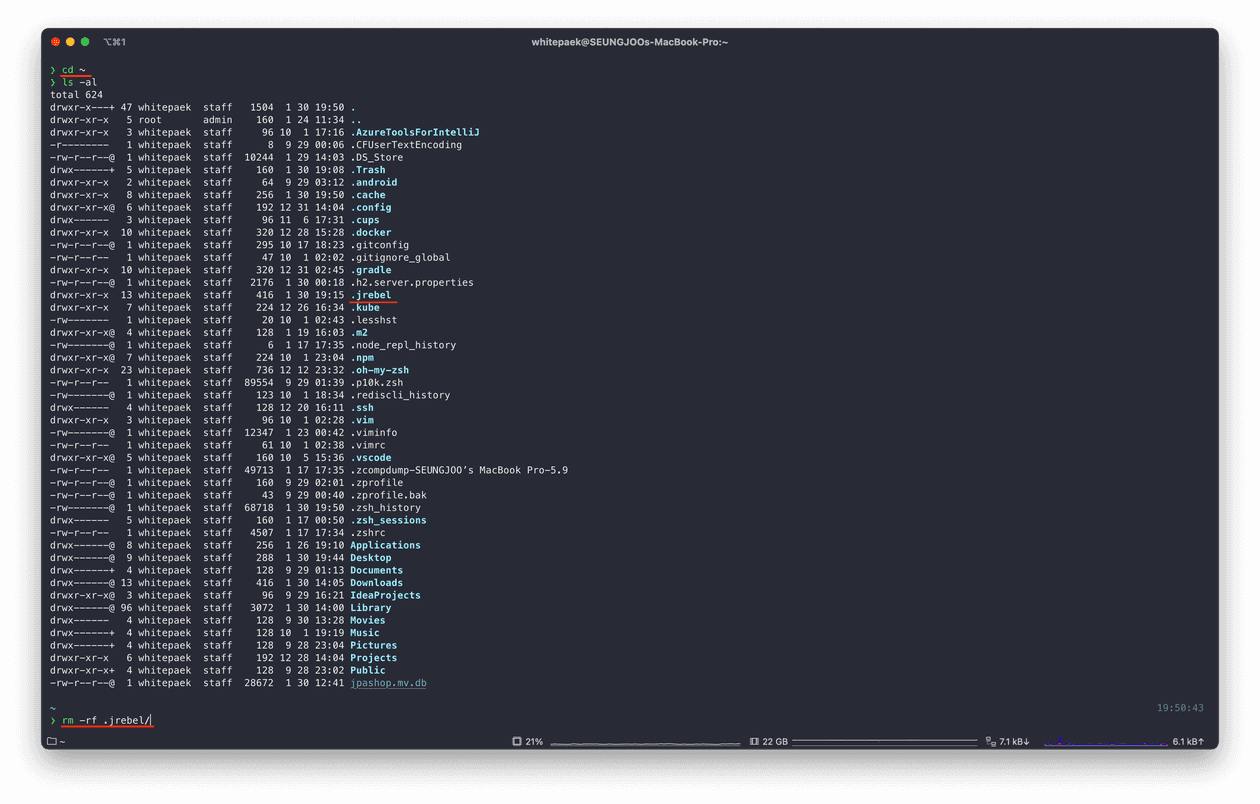 ⌥⌘1 whitepaek@SEUNGJOOs-MacBook-Pro:~
❯ cd ~
❯ ls -al
total 624
drwxr-x---+ 47 whitepaek  staff   1504  1 30 19:50 .
drwxr-xr-x   5 root       admin    160  1 24 11:34 ..
drwxr-xr-x   3 whitepaek  staff     96 10  1 17:16 .AzureToolsForIntelliJ
-r--------   1 whitepaek  staff      8  9 29 00:06 .CFUserTextEncoding
-rw-r--r--@  1 whitepaek  staff  10244  1 29 14:03 .DS_Store
drwx------+  5 whitepaek  staff    160  1 30 19:08 .Trash
drwxr-xr-x   2 whitepaek  staff     64  9 29 03:12 .android
drwxr-xr-x   8 whitepaek  staff    256  1 30 19:50 .cache
drwxr-xr-x@  6 whitepaek  staff    192 12 31 14:04 .config
drwx------   3 whitepaek  staff     96 11  6 17:31 .cups
drwxr-xr-x  10 whitepaek  staff    320 12 28 15:28 .docker
-rw-r--r--@  1 whitepaek  staff    295 10 17 18:23 .gitconfig
-rw-r--r--   1 whitepaek  staff     47 10  1 02:02 .gitignore_global
drwxr-xr-x  10 whitepaek  staff    320 12 31 02:45 .gradle
-rw-r--r--@  1 whitepaek  staff   2176  1 30 00:18 .h2.server.properties
drwxr-xr-x  13 whitepaek  staff    416  1 30 19:15 .jrebel
drwxr-xr-x   7 whitepaek  staff    224 12 26 16:34 .kube
-rw-------   1 whitepaek  staff     20 10  1 02:43 .lesshst
drwxr-xr-x@  4 whitepaek  staff    128  1 19 16:03 .m2
-rw-------@  1 whitepaek  staff      6  1 17 17:35 .node_repl_history
drwxr-xr-x@  7 whitepaek  staff    224 10  1 23:04 .npm
drwxr-xr-x  23 whitepaek  staff    736 12 12 23:32 .oh-my-zsh
-rw-r--r--   1 whitepaek  staff  89554  9 29 01:39 .p10k.zsh
-rw-------@  1 whitepaek  staff    123 10  1 18:34 .rediscli_history
drwx------   4 whitepaek  staff    128 12 20 16:11 .ssh
drwxr-xr-x   3 whitepaek  staff     96 10  1 02:28 .vim
-rw-------@  1 whitepaek  staff  12347  1 23 00:42 .viminfo
-rw-r--r--   1 whitepaek  staff     61 10  1 02:38 .vimrc
drwxr-xr-x@  5 whitepaek  staff    160 10  5 15:36 .vscode
-rw-r--r--   1 whitepaek  staff  49713  1 17 17:35 .zcompdump-SEUNGJOO’s MacBook Pro-5.9
-rw-r--r--@  1 whitepaek  staff    160  9 29 02:01 .zprofile
-rw-r--r--@  1 whitepaek  staff     43  9 29 00:40 .zprofile.bak
-rw-------@  1 whitepaek  staff  68718  1 30 19:50 .zsh_history
drwx------   5 whitepaek  staff    160  1 17 00:50 .zsh_sessions
-rw-r--r--   1 whitepaek  staff   4507  1 17 17:34 .zshrc
drwx------@  8 whitepaek  staff    256  1 26 19:10 Applications
drwx------@  9 whitepaek  staff    288  1 30 19:44 Desktop
drwx------+  4 whitepaek  staff    128  9 29 01:13 Documents
drwx------@ 13 whitepaek  staff    416  1 30 14:05 Downloads
drwxr-xr-x@  3 whitepaek  staff     96  9 29 16:21 IdeaProjects
drwx------@ 96 whitepaek  staff   3072  1 30 14:00 Library
drwx------   4 whitepaek  staff    128  9 30 13:28 Movies
drwx------+  4 whitepaek  staff    128 10  1 19:19 Music
drwx------+  4 whitepaek  staff    128  9 28 23:04 Pictures
drwxr-xr-x   6 whitepaek  staff    192 12 28 14:04 Projects
drwxr-xr-x+  4 whitepaek  staff    128  9 28 23:02 Public
-rw-r--r--@  1 whitepaek  staff  28672  1 30 12:41 jpashop.mv.db
~ 19:50:43
❯ rm -rf .jrebel/
~ 21% 22 GB 7.1 kB↓ 6.1 kB↑